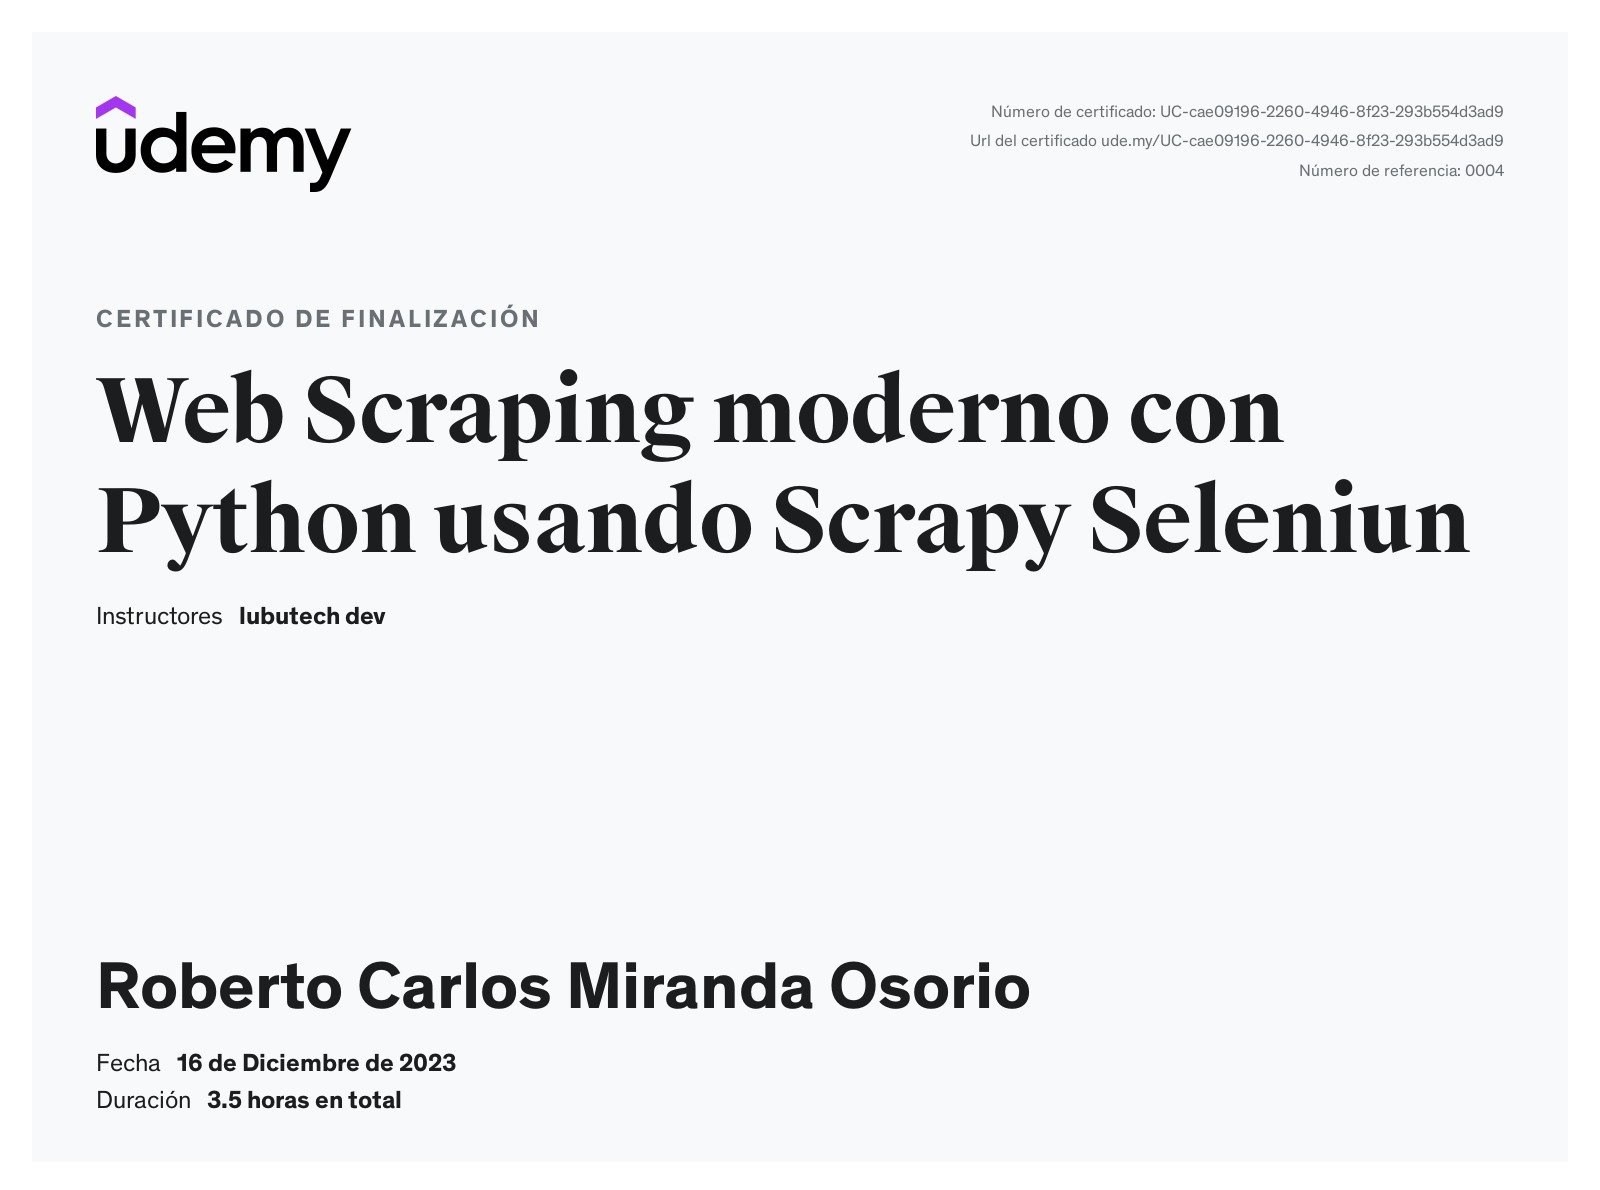 udemy
Número de certificado: UC-cae09196-2260-4946-8f23-293b554d3ad9
Url del certificado ude.my/UC-cae09196-2260-4946-8f23-293b554d3ad9
Número de referencia: 0004
CERTIFICADO DE FINALIZACIÓN
Web Scraping moderno con
Python usando Scrapy Seleniun
Instructores lubutech dev
Roberto Carlos Miranda Osorio
Fecha 16 de Diciembre de 2023
Duración 3.5 horas en total